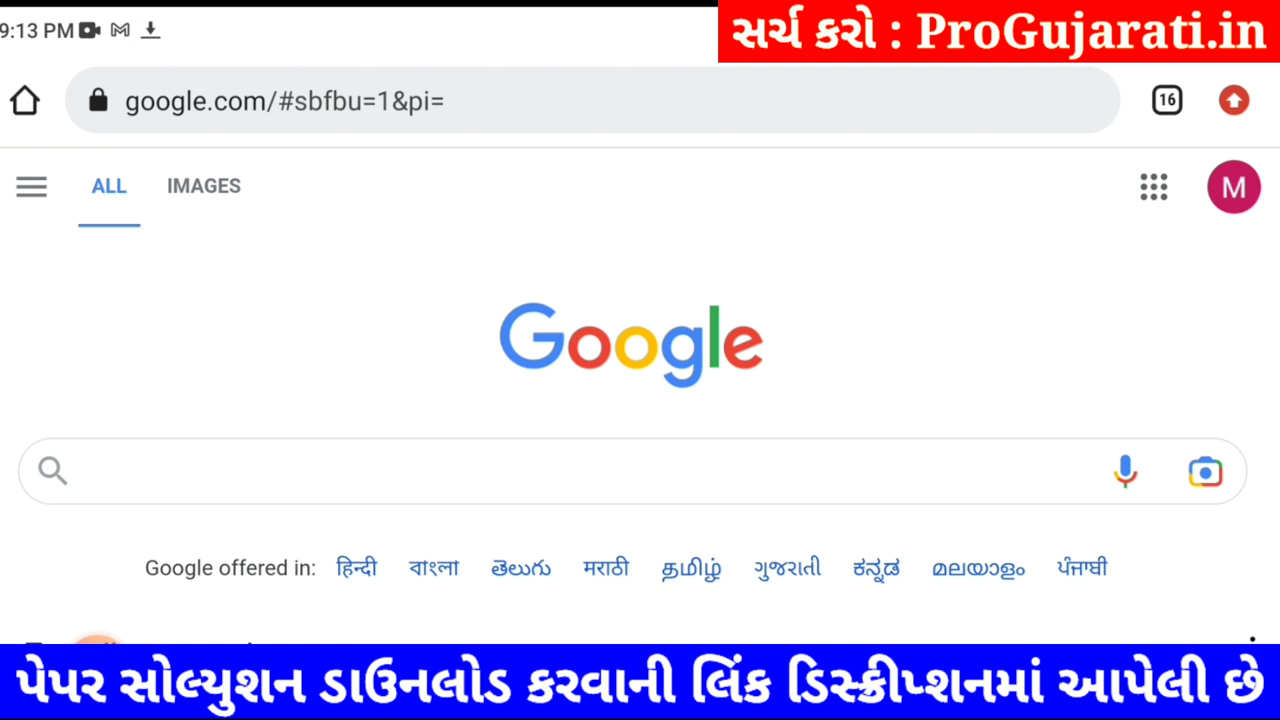 9:13 PM
સર્ચ કરો : ProGujarati.in
google.com/#sbfbu=1&pi=
16
ALL IMAGES
M
Google
Google offered in: हिन्दी বাংলা తెలుగు मराठी தமிழ் ગુજરાતી ಕನ್ನಡ മലയാളം ਪੰਜਾਬੀ
પેપર સોલ્યુશન ડાઉનલોડ કરવાની લિંક ડિસ્ક્રીપ્શનમાં આપેલી છે